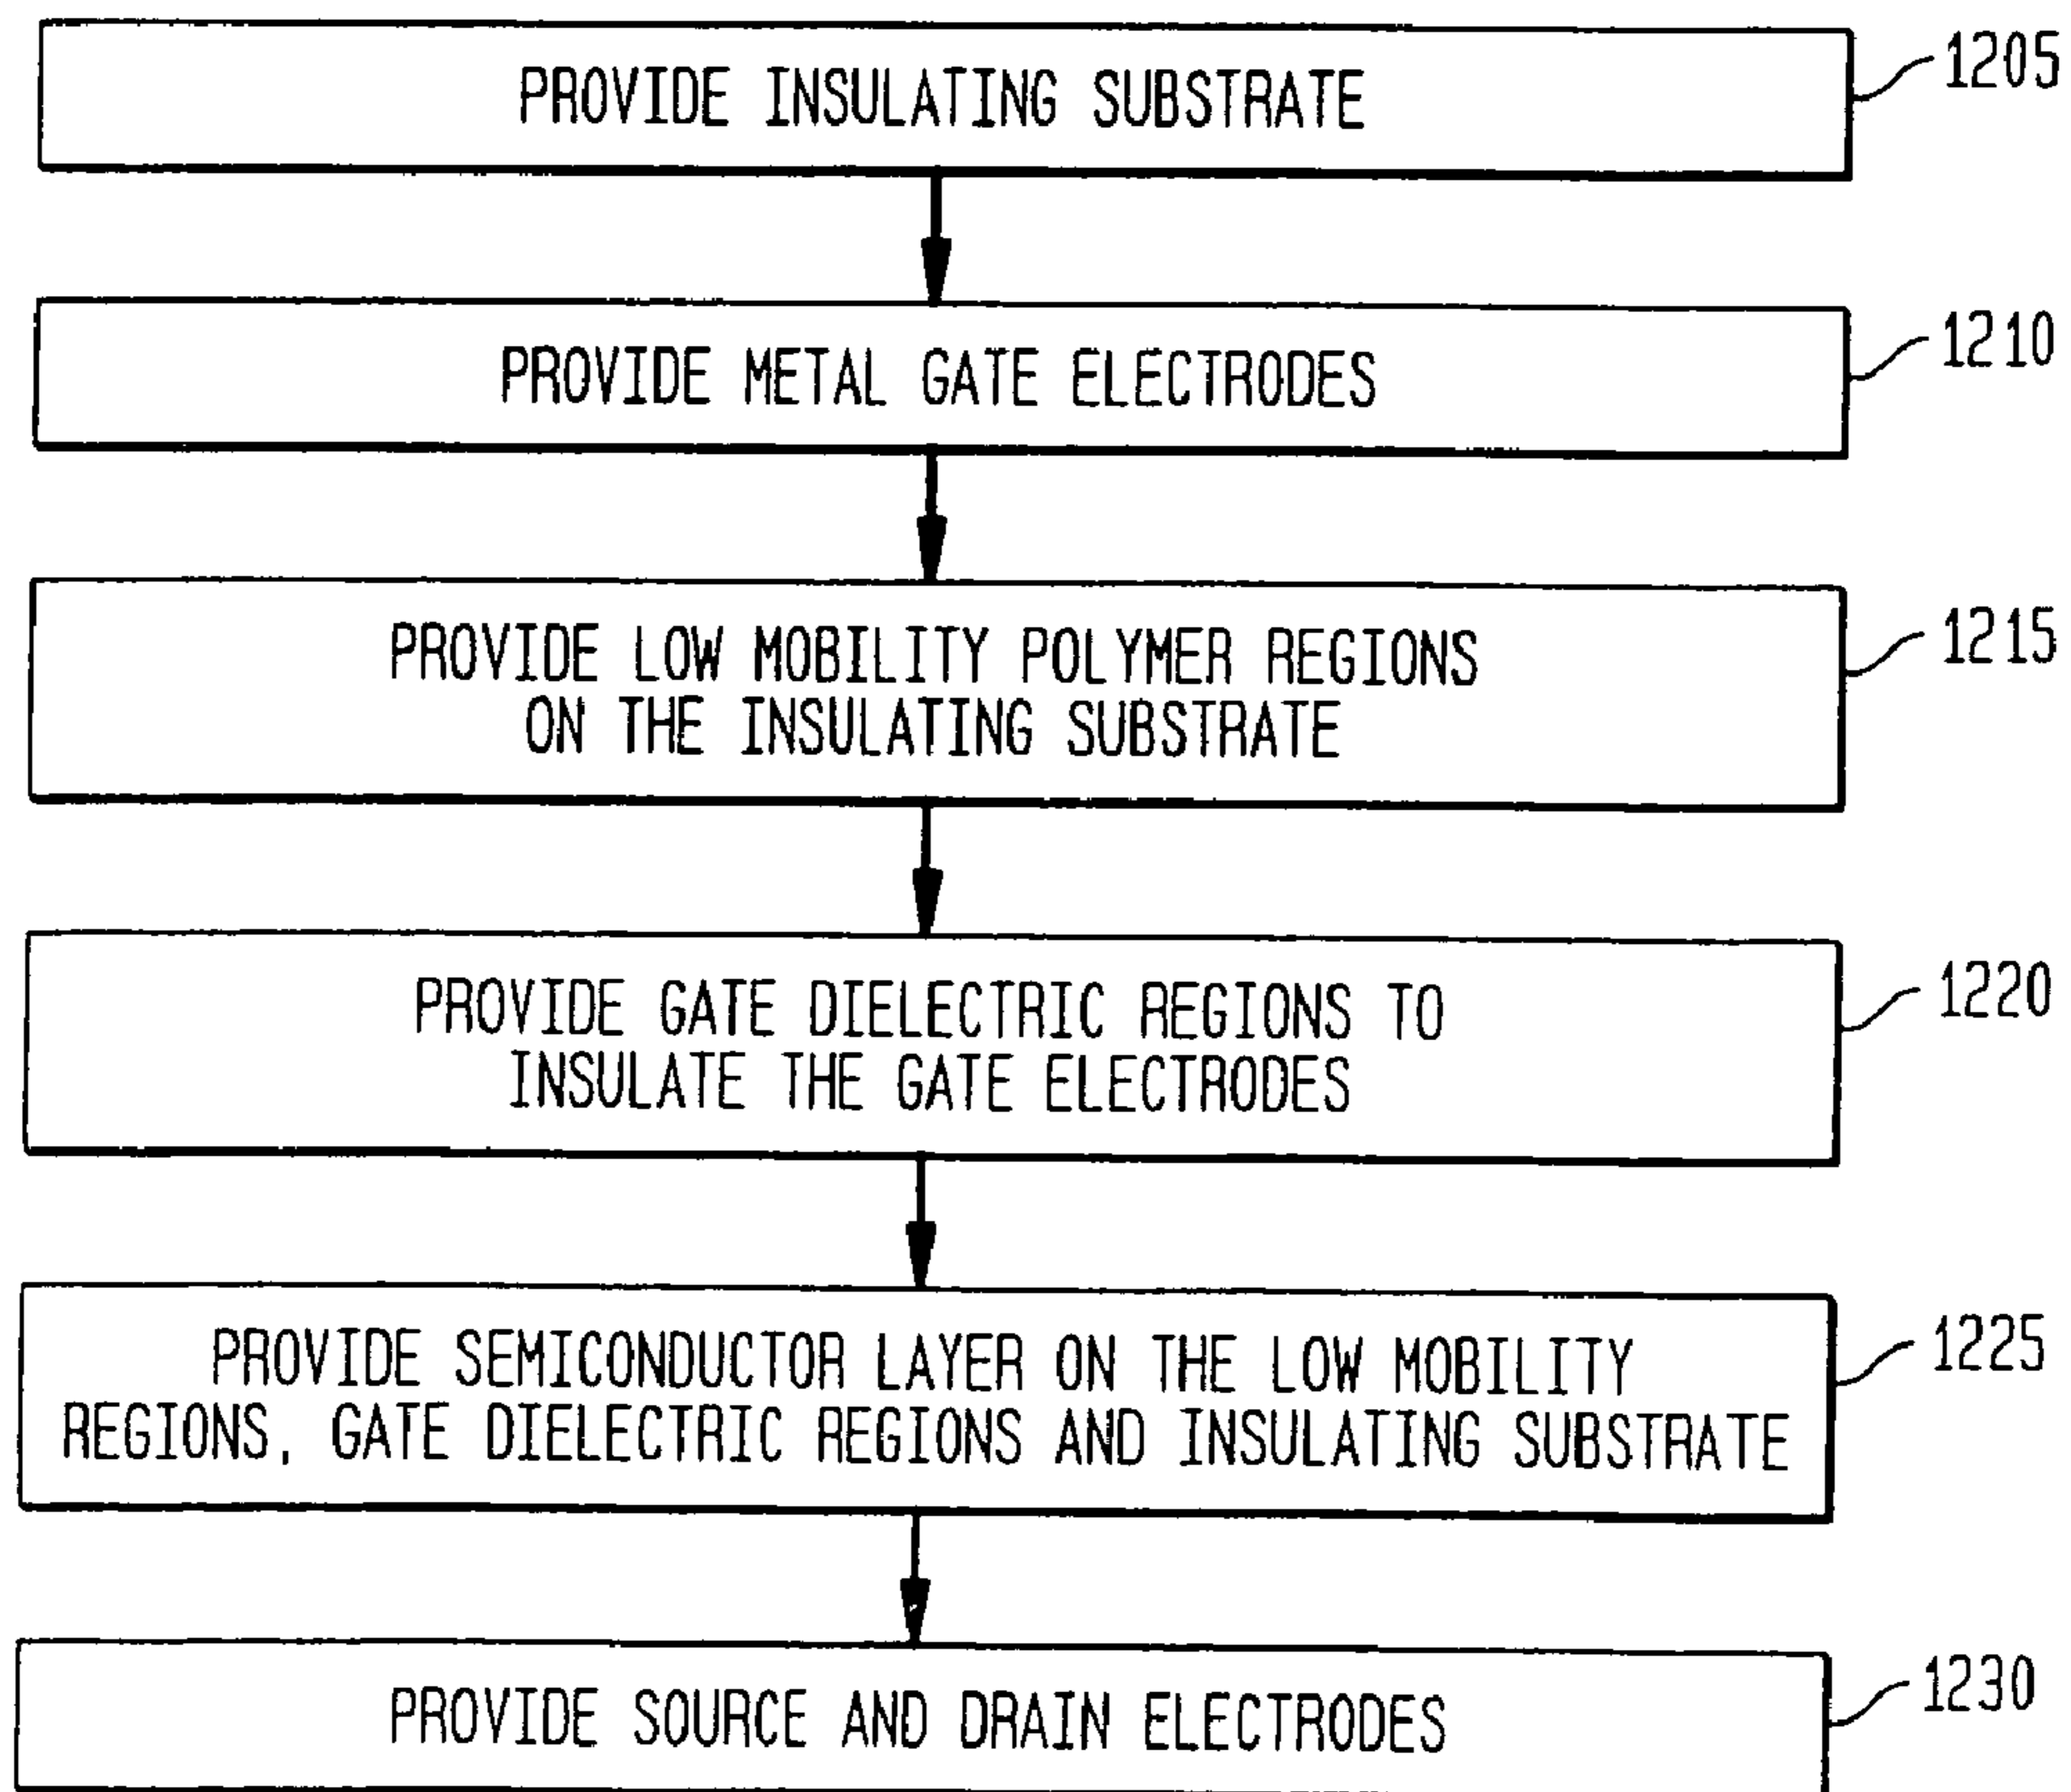 PROVIDE INSULATING SUBSTRATE
1205
PROVIDE METAL GATE ELECTRODES
1210
PROVIDE LOW MOBILITY POLYMER REGIONS
ON THE INSULATING SUBSTRATE
1215
PROVIDE GATE DIELECTRIC REGIONS TO
INSULATE THE GATE ELECTRODES
1220
PROVIDE SEMICONDUCTOR LAYER ON THE LOW MOBILITY
REGIONS, GATE DIELECTRIC REGIONS AND INSULATING SUBSTRATE
1225
PROVIDE SOURCE AND DRAIN ELECTRODES
1230